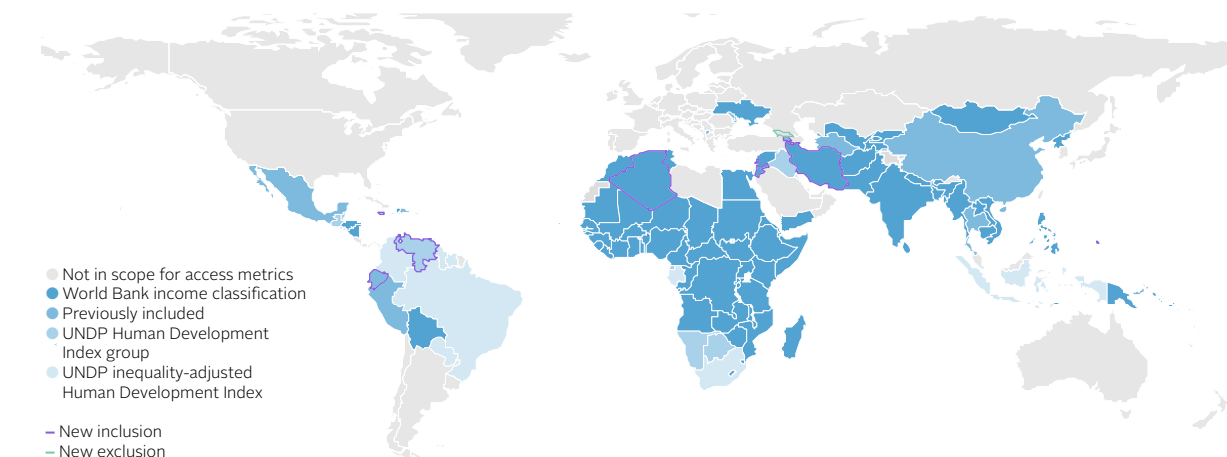 Not in scope for access metrics
World Bank income classification
Previously included
UNDP Human Development
Index group
UNDP inequality-adjusted
Human Development Index
New inclusion
New exclusion